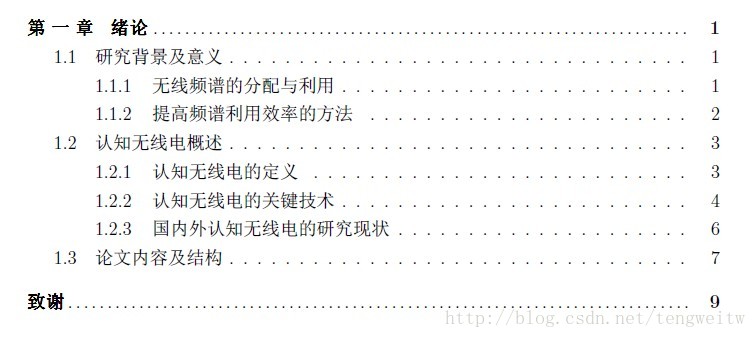 第一章 绪论 1
1.1 研究背景及意义 1
1.1.1 无线频谱的分配与利用 1
1.1.2 提高频谱利用效率的方法 2
1.2 认知无线电概述 3
1.2.1 认知无线电的定义 3
1.2.2 认知无线电的关键技术 4
1.2.3 国内外认知无线电的研究现状 6
1.3 论文内容及结构 7
致谢 9
http://blog.csdn.net/tengweitw